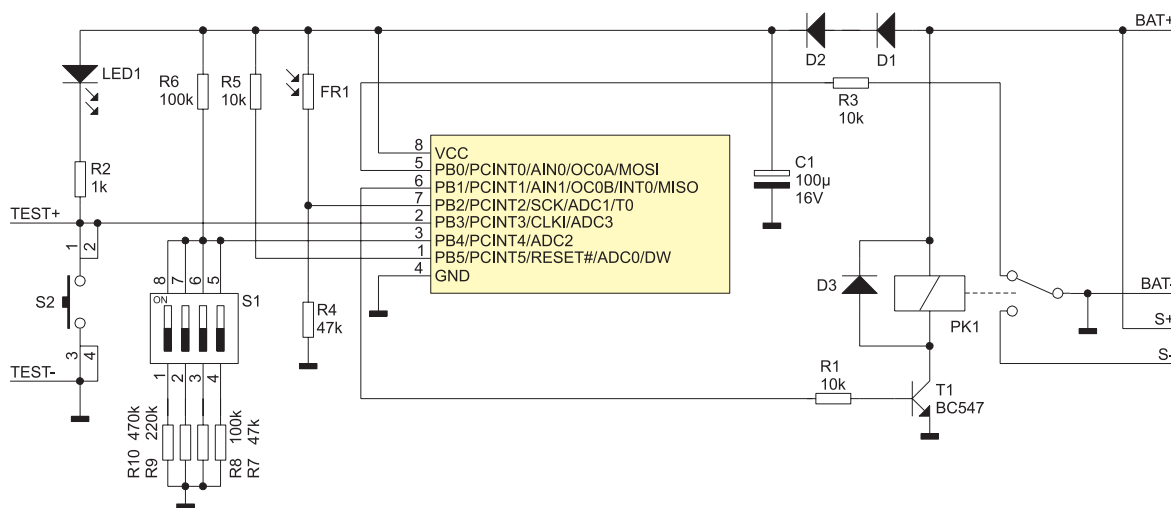 BAT+
D2
D1
LED1
R6
100k
R5
10k
FR1
R3
10k
R2
1k
8
VCC
5
PB0/PCINT0/AIN0/OC0A/MOSI
6
PB1/PCINT1/AIN1/OC0B/INT0/MISO
7
PB2/PCINT2/SCK/ADC1/T0
2
PB3/PCINT3/CLKI/ADC3
3
PB4/PCINT4/ADC2
1
PB5/PCINT5/RESET#/ADC0/DW
4
GND
C1
100µ
16V
TEST+
1
2
S2
3
4
TEST-
8
7
6
5
ON
S1
1
2
3
4
R4
47k
D3
PK1
BAT-
S+
S-
R1
10k
T1
BC547
R10 470k
R9 220k
R8 100k
R7 47k